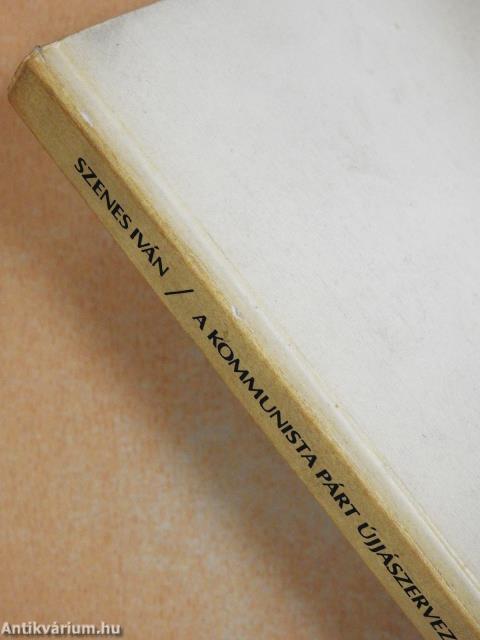 SZENES IVÁN / A KOMMUNISTA PÁRT ÚJJÁSZERVEZ
Antikvárium.hu